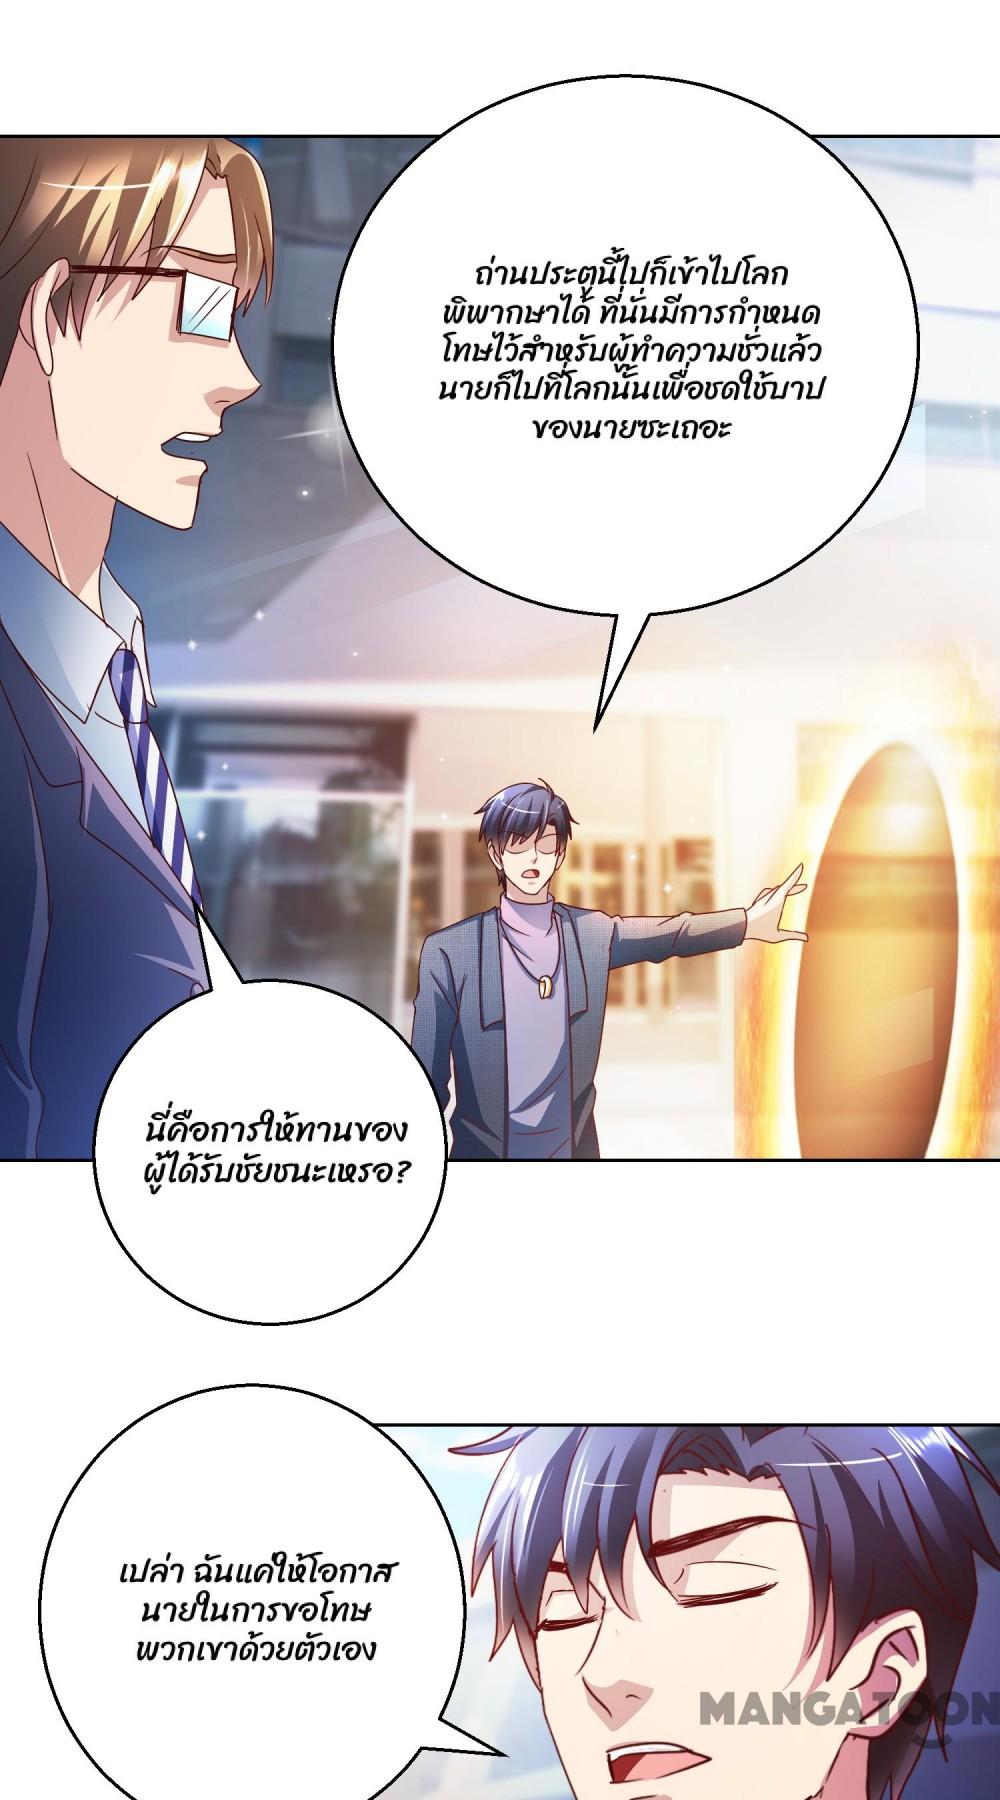 ถ่านประตูนี้ไปก็เข้าไปโลก
พิพากษาได้ ที่นั่นมีการกำหนด
โทษไว้สำหรับผู้ทำความชั่วแล้ว
นายก็ไปที่โลกนั้นเพื่อชดใช้บาป
ของนายซะเถอะ
นี่คือการให้ทานของ
ผู้ได้รับชัยชนะเหรอ?
เปล่า ฉันแค่ให้โอกาส
นายในการขอโทษ
พวกเขาด้วยตัวเอง
MANGATOON